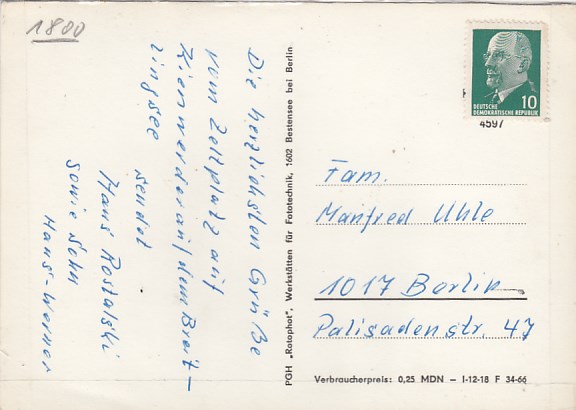 1800
Die herzlichsten Grüße
vom Zeltplatz auf
Kienwerder auf dem Breit-
lingsee
sendet
Hans Rostalski
sowie Sohn
Hans-Werner
PGH „Rotophot“, Werkstätten für Fototechnik, 1602 Bestensee bei Berlin
10
DEUTSCHE
DEMOKRATISCHE REPUBLIK
4597
Fam.
Manfred Uhle
1017 Berlin
Palisadenstr. 47
Verbraucherpreis: 0,25 MDN – I-12-18 F 34-66